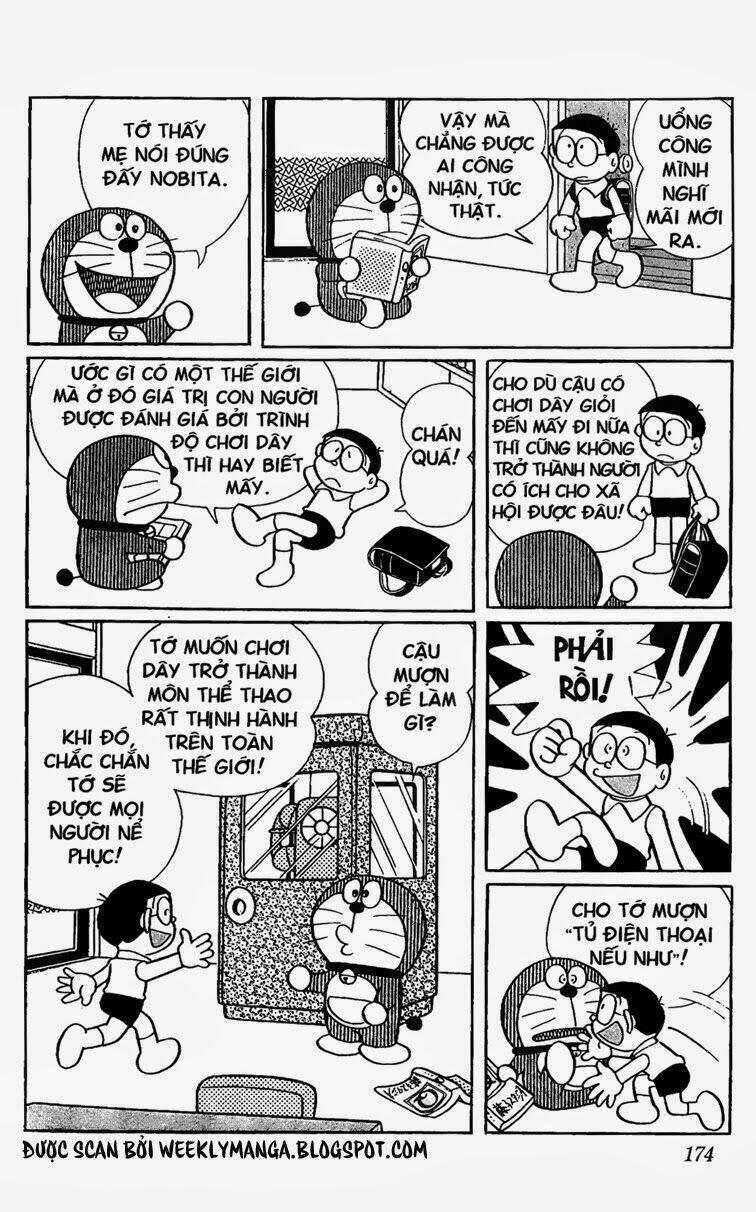 UỔNG
CÔNG
MÌNH
NGHĨ
MÃI MỚI
RA.
VẬY MÀ
CHẲNG ĐƯỢC
AI CÔNG
NHẬN, TỨC
THẬT.
TỚ THẤY
MẸ NÓI ĐÚNG
ĐẤY NOBITA.
CHO DÙ CẬU CÓ
CHƠI DÂY GIỎI
ĐẾN MẤY ĐI NỮA
THÌ CŨNG KHÔNG
TRỞ THÀNH NGƯỜI
CÓ ÍCH CHO XÃ
HỘI ĐƯỢC ĐÂU!
CHÁN
QUÁ!
ƯỚC GÌ CÓ MỘT THẾ GIỚI
MÀ Ở ĐÓ GIÁ TRỊ CON NGƯỜI
ĐƯỢC ĐÁNH GIÁ BỞI TRÌNH
ĐỘ CHƠI DÂY
THÌ HAY BIẾT
MẤY.
PHẢI
RỒI!
CHO TỚ MƯỢN
“TỦ ĐIỆN THOẠI
NẾU NHƯ”!
CẬU
MƯỢN
ĐỂ LÀM
GÌ?
TỚ MUỐN CHƠI
DÂY TRỞ THÀNH
MÔN THỂ THAO
RẤT THỊNH HÀNH
TRÊN TOÀN
THẾ GIỚI!
KHI ĐÓ,
CHẮC CHẮN
TỚ SẼ
ĐƯỢC MỌI
NGƯỜI NỂ
PHỤC!
ĐƯỢC SCAN BỞI WEEKLYMANGA.BLOGSPOT.COM
174